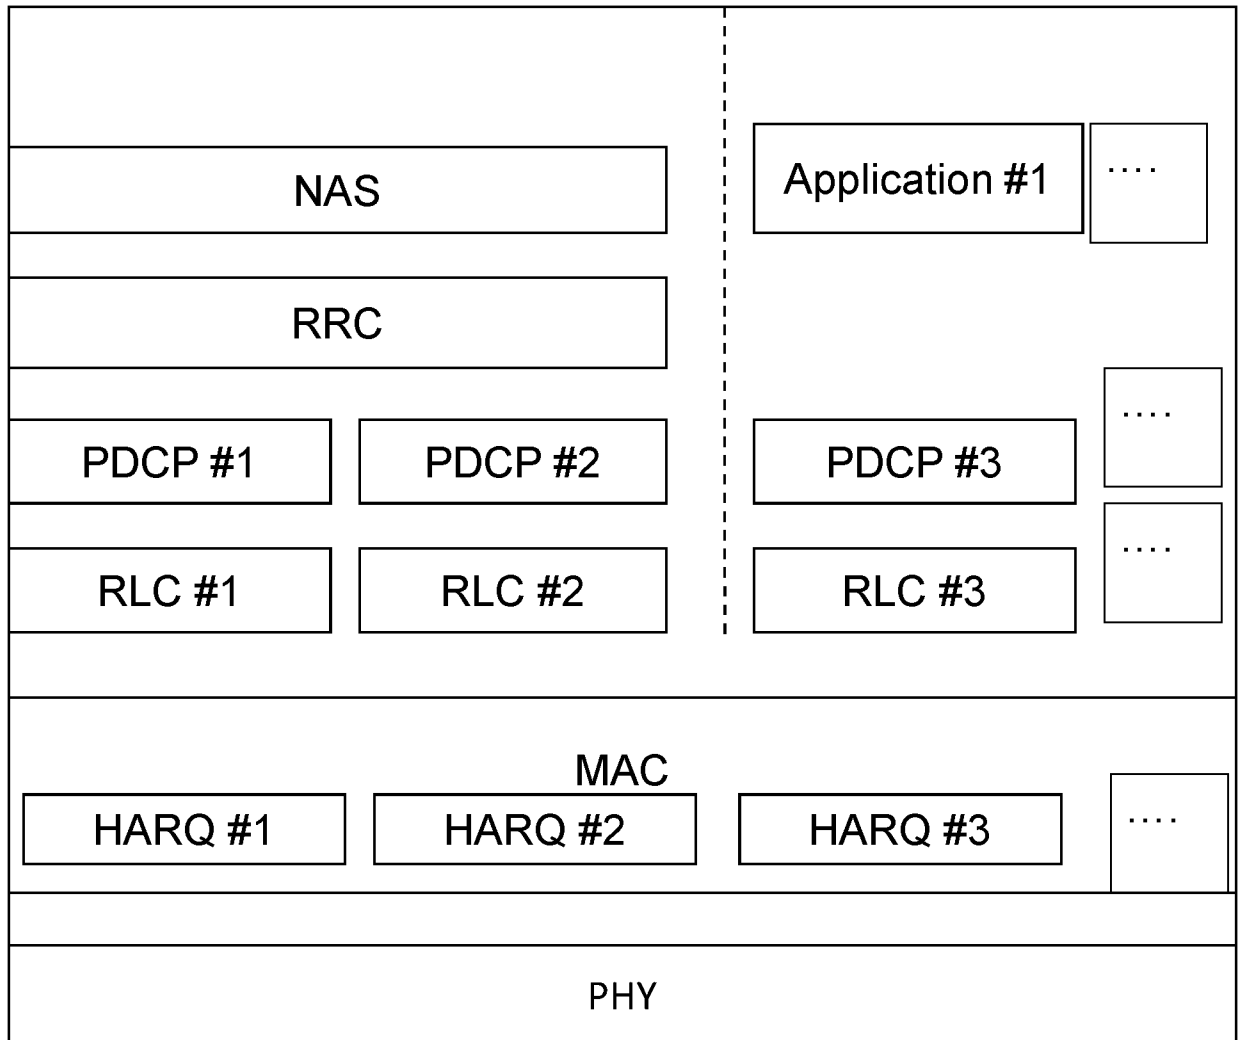 NAS
Application #1
....
RRC
....
PDCP #1
PDCP #2
PDCP #3
....
RLC #1
RLC #2
RLC #3
MAC
HARQ #1
HARQ #2
HARQ #3
....
PHY